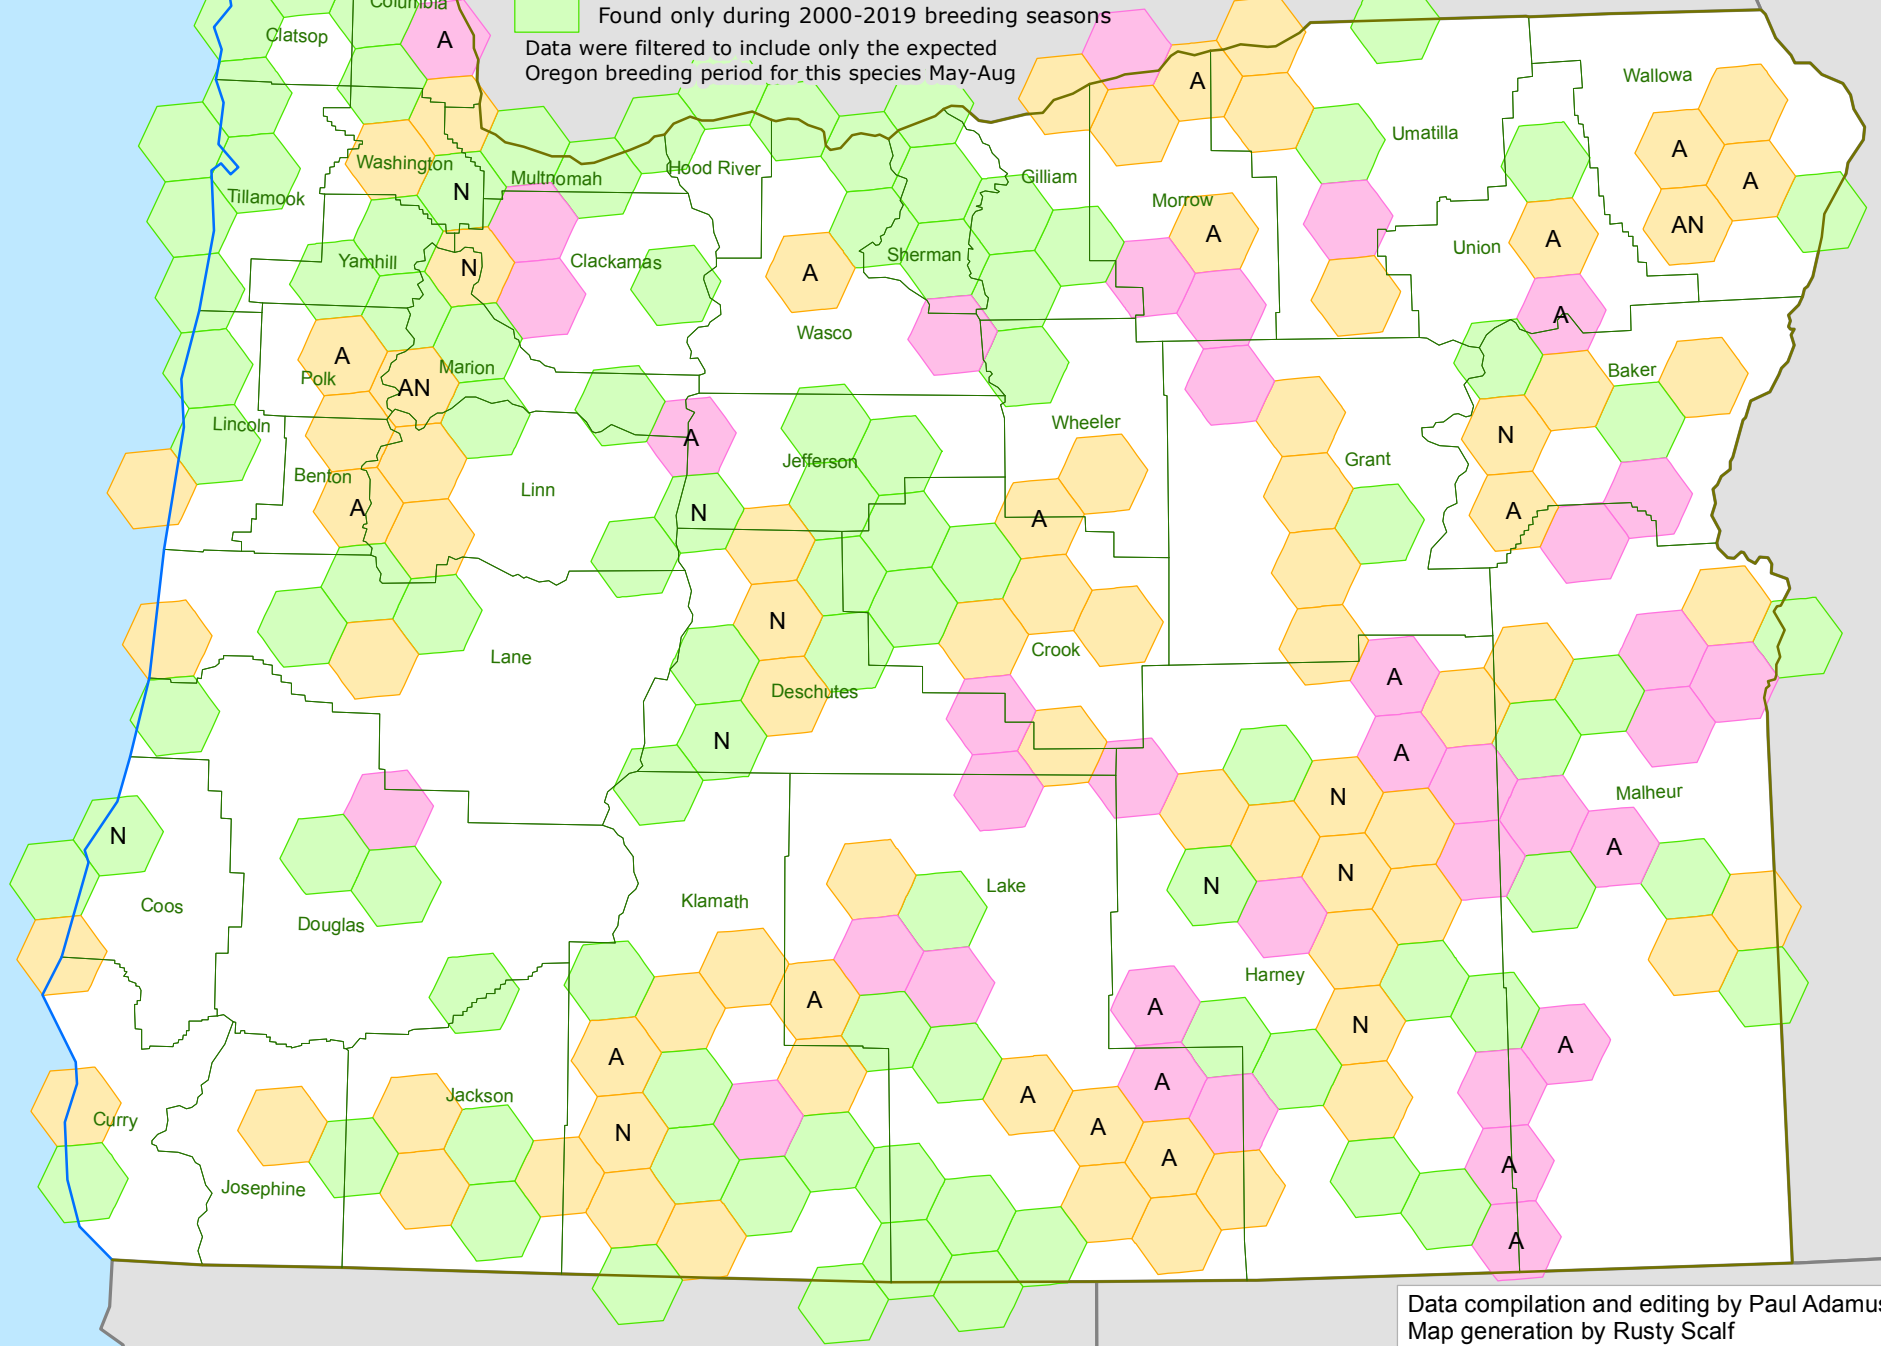 Columbia
Found only during 2000-2019 breeding seasons
Clatsop
A
Data were filtered to include only the expected
Oregon breeding period for this species May-Aug
Wallowa
A
Umatilla
A
Washington
Hood River
Multnomah
Gilliam
A
N
Tillamook
Morrow
AN
A
A
Union
Sherman
Yamhill
N
Clackamas
A
A
Wasco
A
Marion
Baker
Polk
AN
Lincoln
Wheeler
N
A
Jefferson
Grant
Benton
Linn
A
N
A
A
N
Crook
Lane
A
Deschutes
N
A
N
Malheur
N
A
N
N
Lake
Klamath
Coos
Douglas
Harney
A
A
N
A
A
A
A
Jackson
Curry
A
N
A
A
A
Josephine
A
Data compilation and editing by Paul Adamus
Map generation by Rusty Scalf